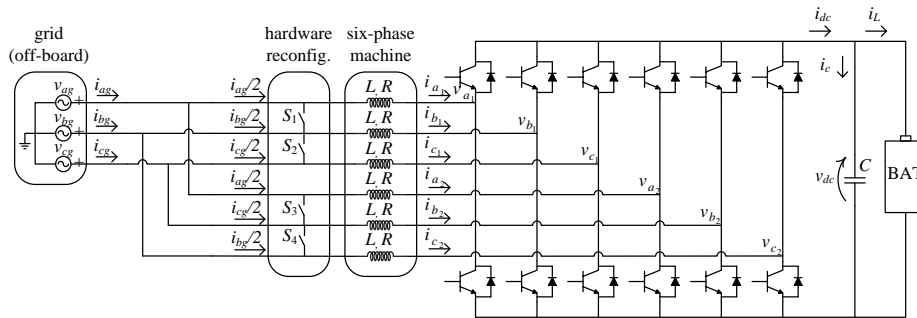 grid
(off-board)
hardware
reconfig.
six-phase
machine
i_dc
i_L
v_ag
i_ag
i_ag/2
L, R
i_a1
v_a1
i_c
v_bg
i_bg
i_bg/2
S_1
L, R
i_b1
v_b1
v_cg
i_cg
i_cg/2
S_2
L, R
i_c1
v_c1
i_ag/2
L, R
i_a2
v_a2
v_dc
C
BAT
i_cg/2
S_3
L, R
i_b2
v_b2
i_bg/2
S_4
L, R
i_c2
v_c2